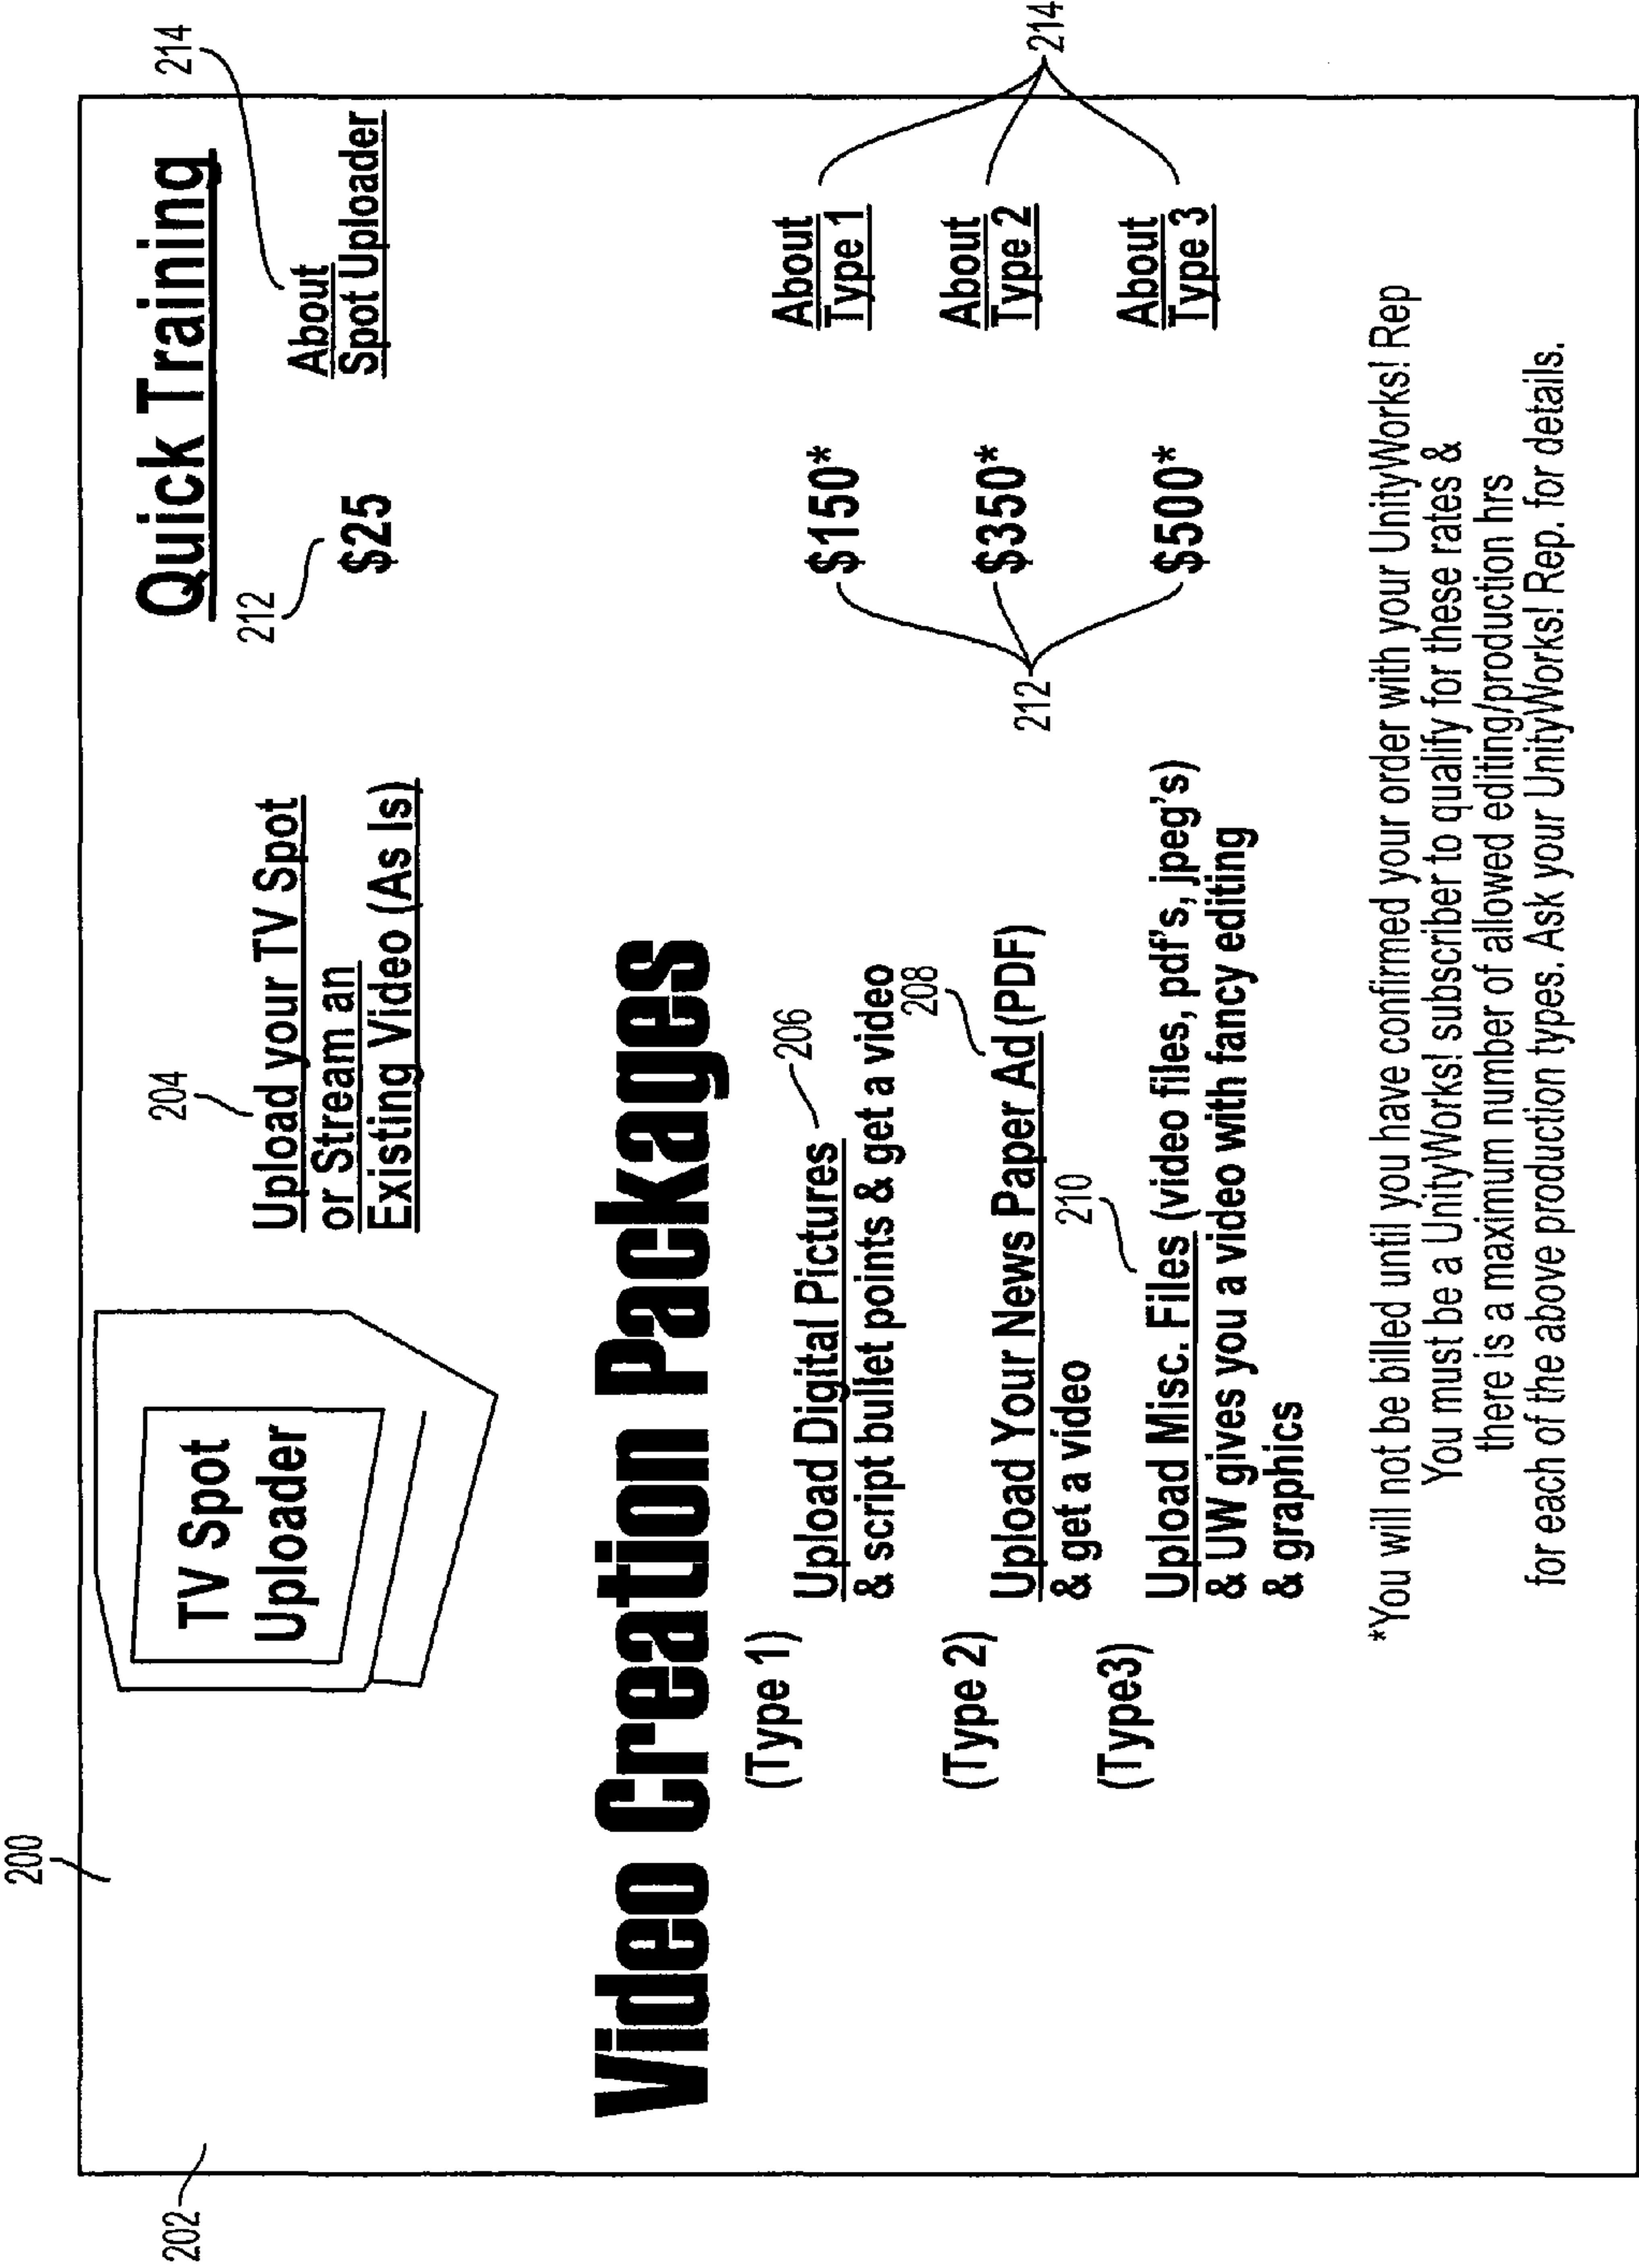 200
202
TV Spot
Uploader
204
Upload your TV Spot
or Stream an
Existing Video (As Is)
Quick Training
212
$25
214
About
Spot Uploader
Video Creation Packages
(Type 1)
Upload Digital Pictures
& script bullet points & get a video
206
$150*
About
Type 1
(Type 2)
Upload Your News Paper Ad (PDF)
& get a video
208
$350*
About
Type 2
(Type3)
Upload Misc. Files (video files, pdf's, jpeg's)
& UW gives you a video with fancy editing
& graphics
210
$500*
About
Type 3
212
214
*You will not be billed until you have confirmed your order with your UnityWorks! Rep
You must be a UnityWorks! subscriber to qualify for these rates &
there is a maximum number of allowed editing/production hrs
for each of the above production types. Ask your UnityWorks! Rep. for details.